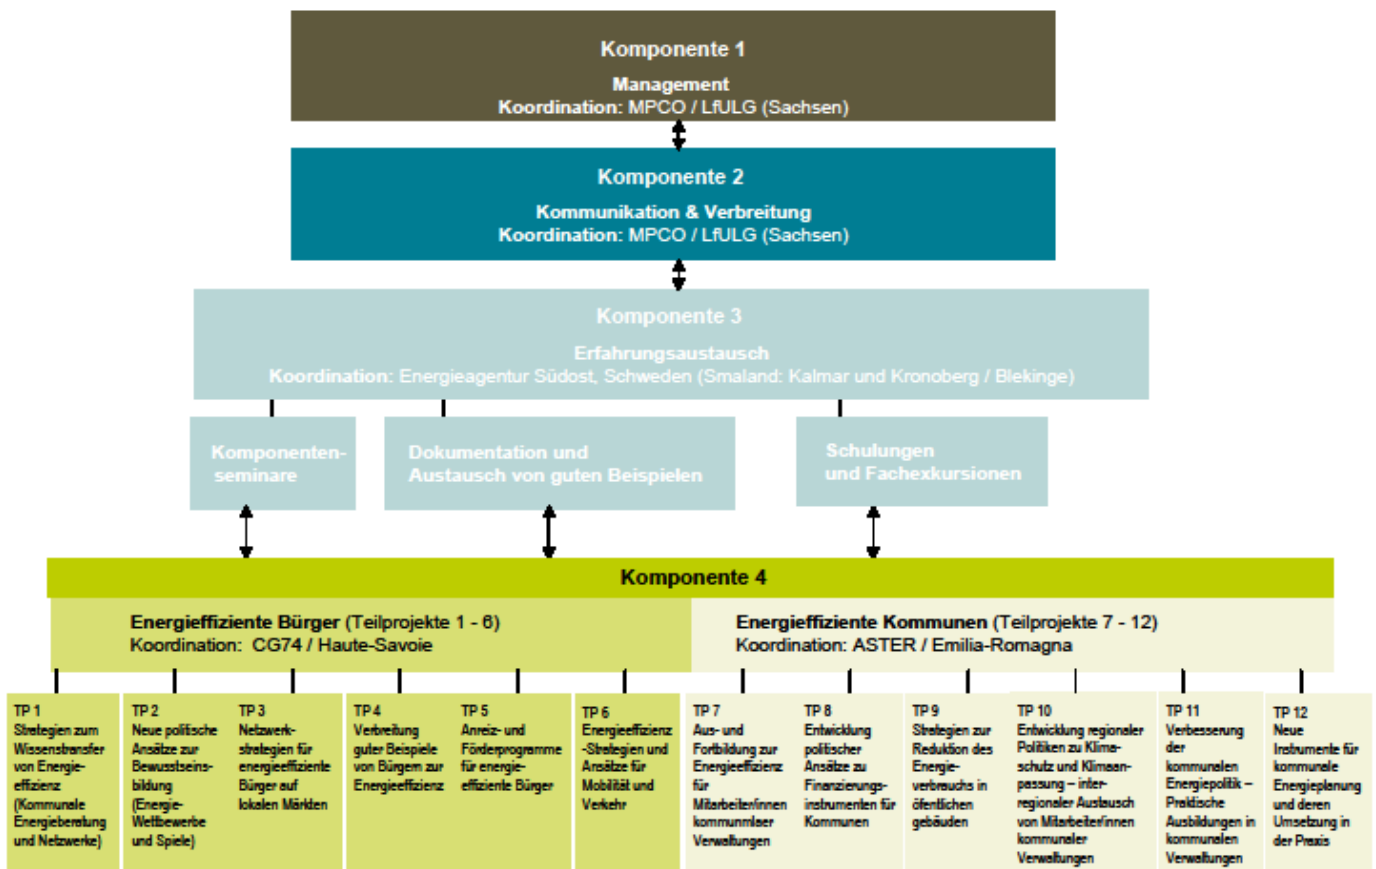 Komponente 1
Management
Koordination: MPCO / LfULG (Sachsen)
Komponente 2
Kommunikation & Verbreitung
Koordination: MPCO / LfULG (Sachsen)
Komponente 3
Erfahrungsaustausch
Koordination: Energieagentur Südost, Schweden (Smaland: Kalmar und Kronoberg / Blekinge)
Komponenten-
seminare
Dokumentation und
Austausch von guten Beispielen
Schulungen
und Fachexkursionen
Komponente 4
Energieffiziente Bürger (Teilprojekte 1 - 6)
Koordination: CG74 / Haute-Savoie
Energieffiziente Kommunen (Teilprojekte 7 - 12)
Koordination: ASTER / Emilia-Romagna
TP 1
Strategien zum
Wissenstransfer
von Energie-
effizienz
(Kommunale
Energieberatung
und Netzwerke)
TP 2
Neue politische
Ansätze zur
Bewusstseins-
bildung
(Energie-
Wettbewerbe
und Spiele)
TP 3
Netzwerk-
strategien für
energieeffiziente
Bürger auf
lokalen Märkten
TP 4
Verbreitung
guter Beispiele
von Bürgern zur
Energieeffizienz
TP 5
Anreiz- und
Förderprogramme
für energie-
effiziente Bürger
TP 6
Energieeffizienz
-Strategien und
Ansätze für
Mobilität und
Verkehr
TP 7
Aus- und
Fortbildung zur
Energieeffizienz
für
Mitarbeiter/innen
kommunmlaer
Verwaltungen
TP 8
Entwicklung
politischer
Ansätze zu
Finanzierungs-
instrumenten für
Kommunen
TP 9
Strategien zur
Reduktion des
Energie-
verbrauchs in
öfentlichen
gebäuden
TP 10
Entwicklung regionaler
Politiken zu Klima-
schutz und Klimaan-
passung – inter-
regionaler Austausch
von Mitarbeiter/innen
kommunaler
Verwaltungen
TP 11
Verbesserung
der
kommunalen
Energiepolitik –
Praktische
Ausbildungen in
kommunalen
Verwaltungen
TP 12
Neue
Instrumente für
kommunale
Energieplanung
und deren
Umsetzung in
der Praxis